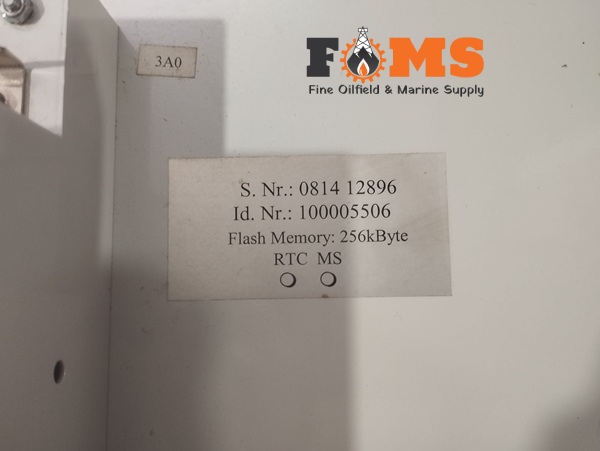 3A0
FOMS
Fine Oilfield & Marine Supply
S. Nr.: 0814 12896
Id. Nr.: 100005506
Flash Memory: 256kByte
RTC MS